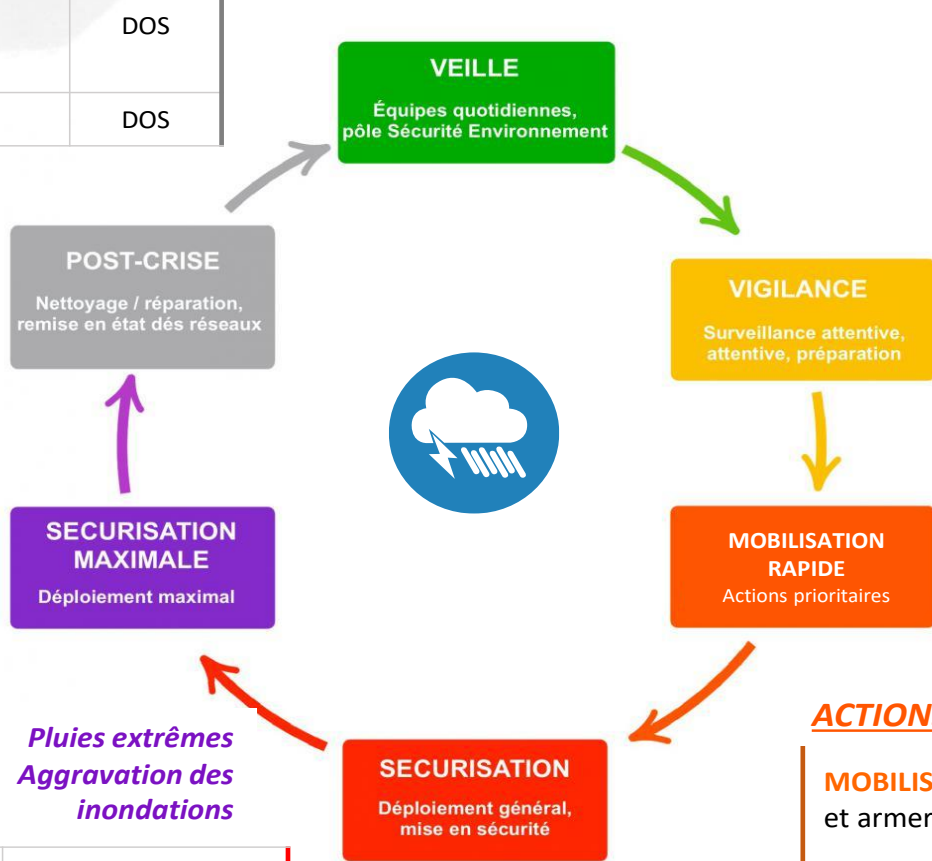 DOS
DOS
VEILLE
Équipes quotidiennes,
pôle Sécurité Environnement
POST-CRISE
Nettoyage / réparation,
remise en état dés réseaux
VIGILANCE
Surveillance attentive,
attentive, préparation
SECURISATION
MAXIMALE
Déploiement maximal
MOBILISATION
RAPIDE
Actions prioritaires
Pluies extrêmes
Aggravation des
inondations
SECURISATION
Déploiement général,
mise en sécurité
ACTION
MOBILIS
et armer